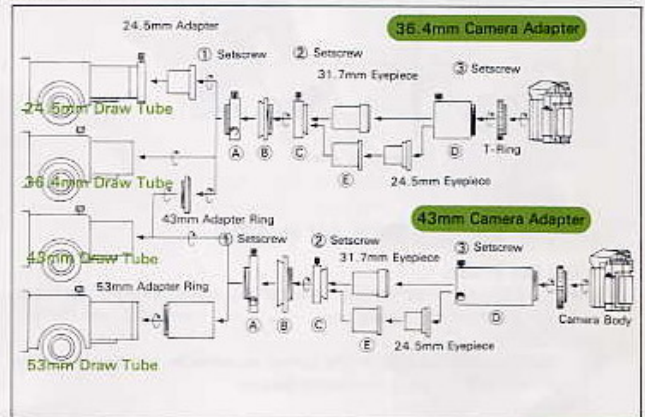 24.5mm Adapter
36.4mm Camera Adapter
① Setscrew
② Setscrew
31.7mm Eyepiece
③ Setscrew
24.5mm Draw Tube
Ⓐ
Ⓑ
Ⓒ
Ⓓ
T-Ring
Ⓔ
24.5mm Eyepiece
36.4mm Draw Tube
43mm Adapter Ring
43mm Camera Adapter
① Setscrew
② Setscrew
③ Setscrew
31.7mm Eyepiece
43mm Draw Tube
53mm Adapter Ring
Ⓐ
Ⓑ
Ⓒ
Ⓓ
Camera Body
Ⓔ
24.5mm Eyepiece
53mm Draw Tube